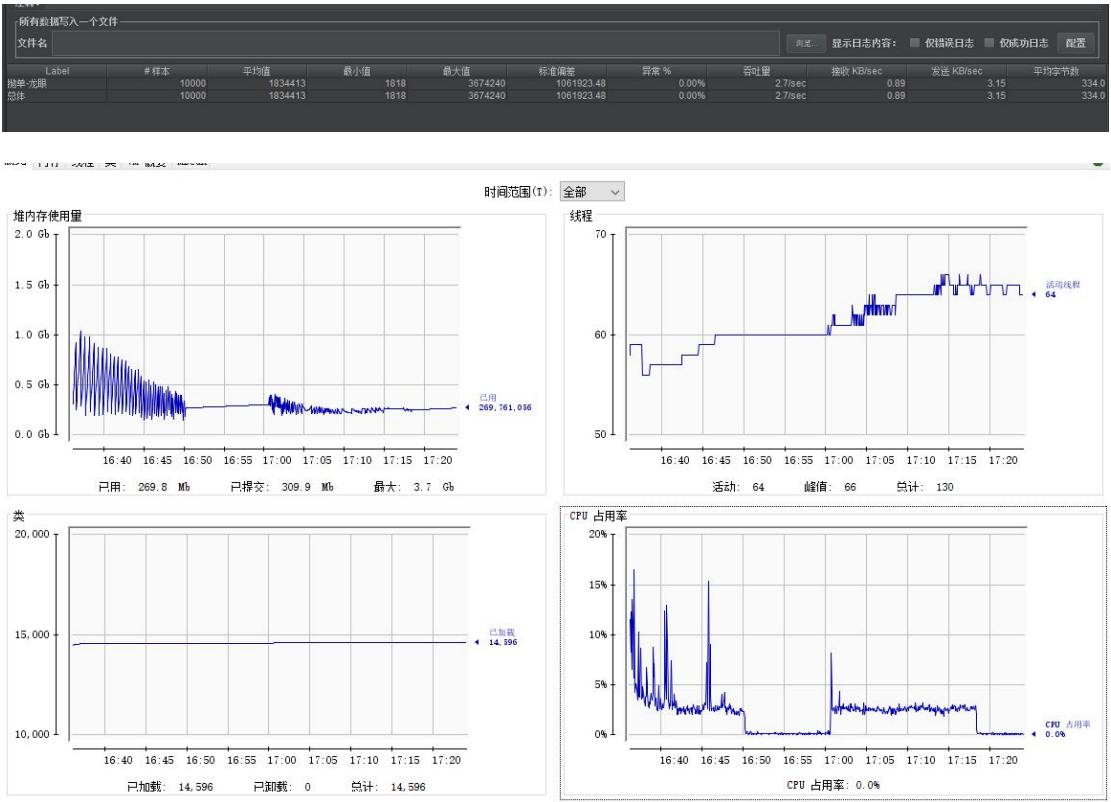 所有数据写入一个文件
文件名 浏览... 显示日志内容: 仅错误日志 仅成功日志 配置
Label #样本 平均值 最小值 最大值 标准偏差 异常 % 吞吐量 接收 KB/sec 发送 KB/sec 平均字节数
抛单-龙眼 10000 1834413 1818 3674240 1061923.48 0.00% 2.7/sec 0.89 3.15 334.0
总体 10000 1834413 1818 3674240 1061923.48 0.00% 2.7/sec 0.89 3.15 334.0
时间范围(T): 全部
堆内存使用量
2.0 Gb
1.5 Gb
1.0 Gb
0.5 Gb
0.0 Gb
已用
269,761,056
16:40 16:45 16:50 16:55 17:00 17:05 17:10 17:15 17:20
已用: 269.8 Mb 已提交: 309.9 Mb 最大: 3.7 Gb
线程
70
60
50
活动线程
64
16:40 16:45 16:50 16:55 17:00 17:05 17:10 17:15 17:20
活动: 64 峰值: 66 总计: 130
类
20,000
15,000
10,000
已加载
14,596
16:40 16:45 16:50 16:55 17:00 17:05 17:10 17:15 17:20
已加载: 14,596 已卸载: 0 总计: 14,596
CPU 占用率
20%
15%
10%
5%
0%
CPU 占用率
0.0%
16:40 16:45 16:50 16:55 17:00 17:05 17:10 17:15 17:20
CPU 占用率: 0.0%